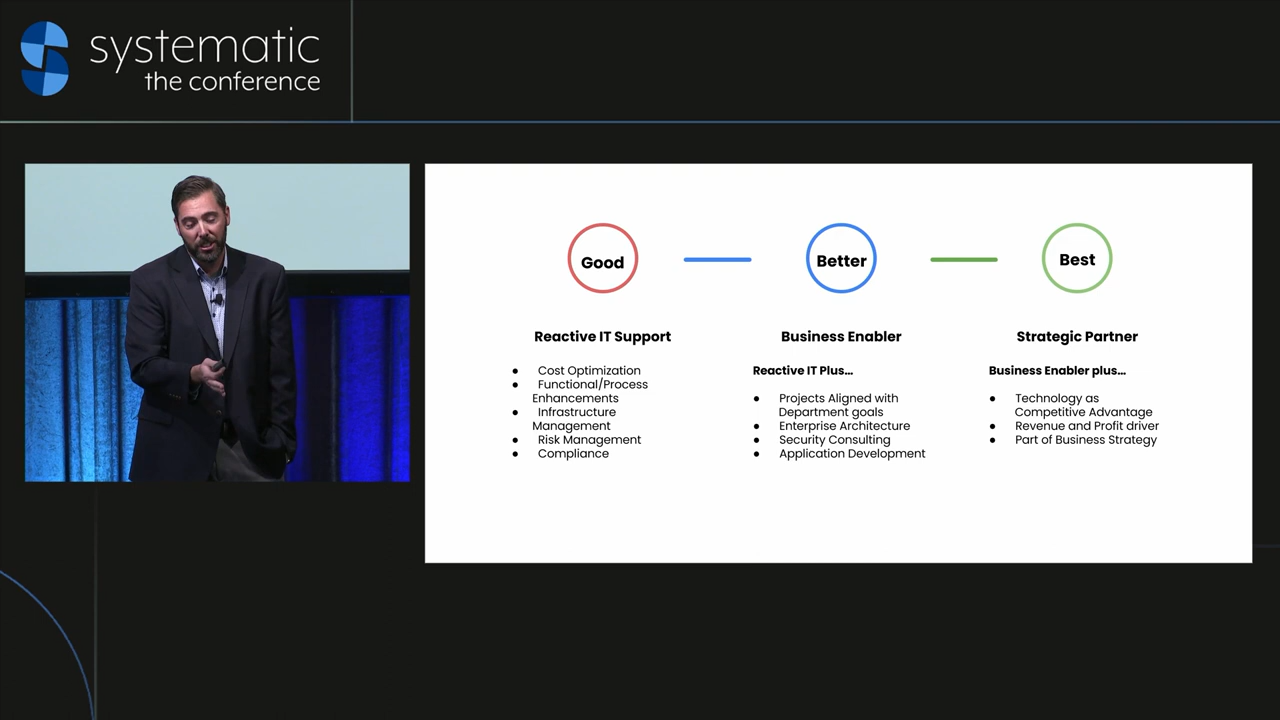 systematic
the conference
Good
Better
Best
Reactive IT Support
● Cost Optimization
● Functional/Process
Enhancements
● Infrastructure
Management
● Risk Management
● Compliance
Business Enabler
Reactive IT Plus...
● Projects Aligned with
Department goals
● Enterprise Architecture
● Security Consulting
● Application Development
Strategic Partner
Business Enabler plus...
● Technology as
Competitive Advantage
● Revenue and Profit driver
● Part of Business Strategy